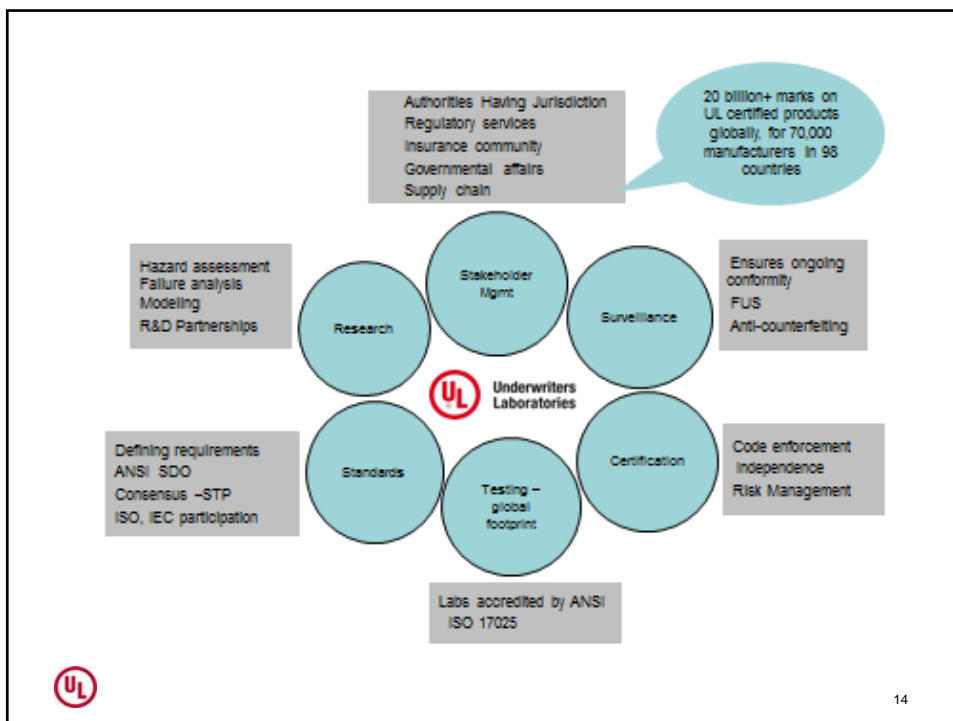 Authorities Having Jurisdiction
Regulatory services
Insurance community
Governmental affairs
Supply chain
20 billion+ marks on
UL certified products
globally, for 70,000
manufacturers in 98
countries
Hazard assessment
Failure analysis
Modeling
R&D Partnerships
Research
Stakeholder
Mgmt
Surveillance
Ensures ongoing
conformity
FUS
Anti-counterfeiting
UL
Underwriters
Laboratories
Defining requirements
ANSI SDO
Consensus –STP
ISO, IEC participation
Standards
Testing –
global
footprint
Certification
Code enforcement
Independence
Risk Management
Labs accredited by ANSI
ISO 17025
UL
14